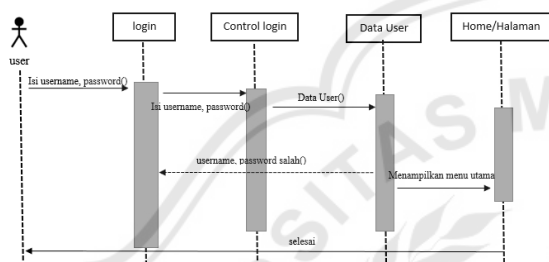 login
Control login
Data User
Home/Halaman
user
Isi username, password()
Isi username, password()
Data User()
username, password salah()
Menampilkan menu utama
selesai
SITAS M